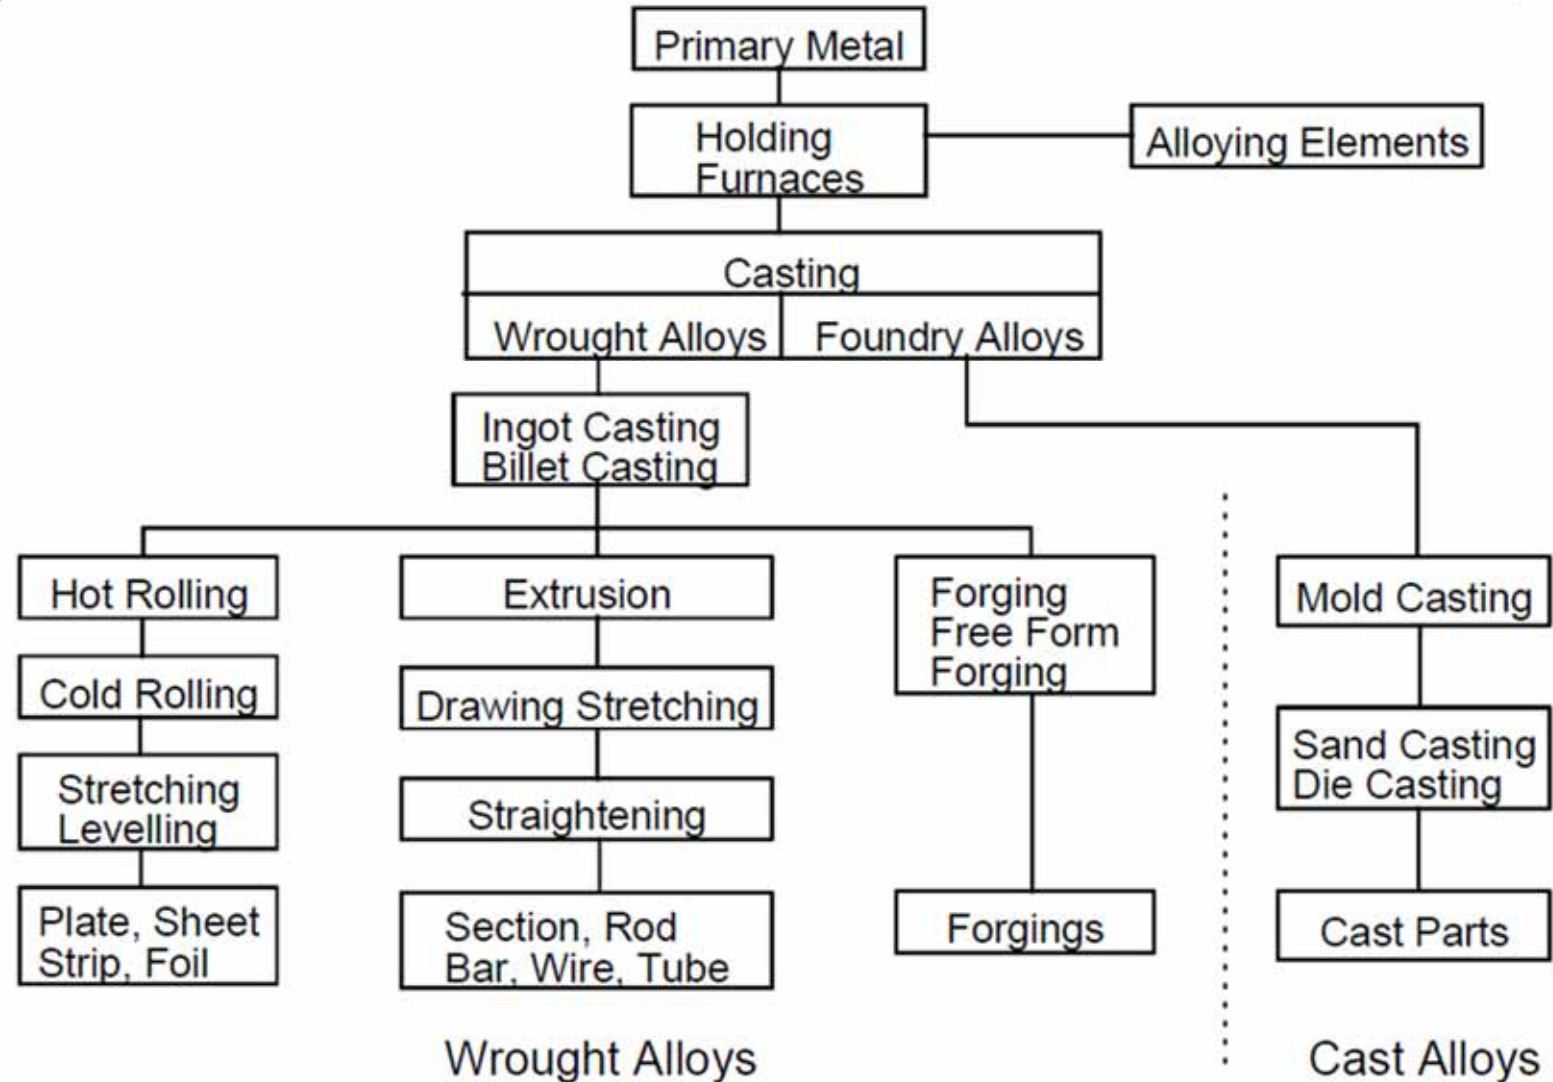 Primary Metal
Holding
Furnaces
Alloying Elements
Casting
Wrought Alloys
Foundry Alloys
Ingot Casting
Billet Casting
Hot Rolling
Cold Rolling
Stretching
Levelling
Plate, Sheet
Strip, Foil
Extrusion
Drawing Stretching
Straightening
Section, Rod
Bar, Wire, Tube
Forging
Free Form
Forging
Forgings
Mold Casting
Sand Casting
Die Casting
Cast Parts
Wrought Alloys
Cast Alloys